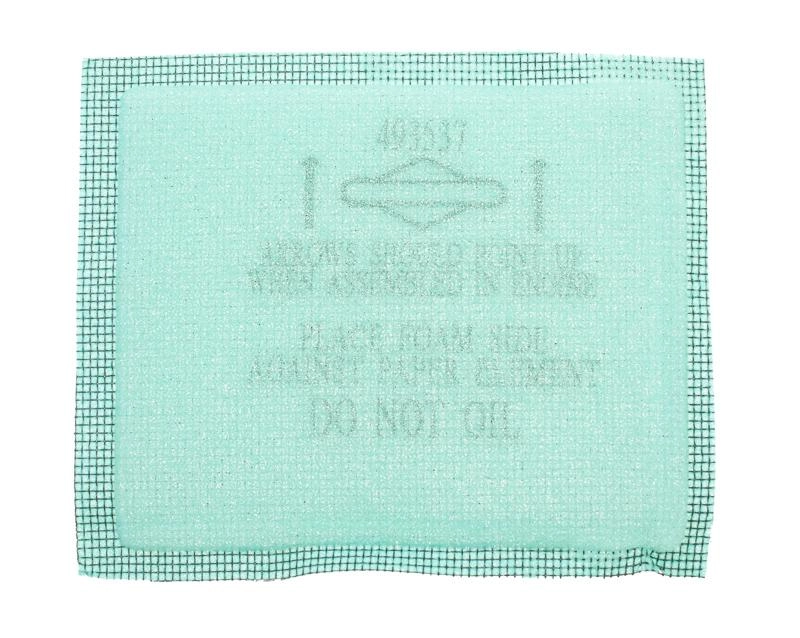 493537
ARROWS SHOULD POINT UP
WHEN ASSEMBLED IN ENGINE
PLACE FOAM SIDE
AGAINST PAPER ELEMENT
DO NOT OIL